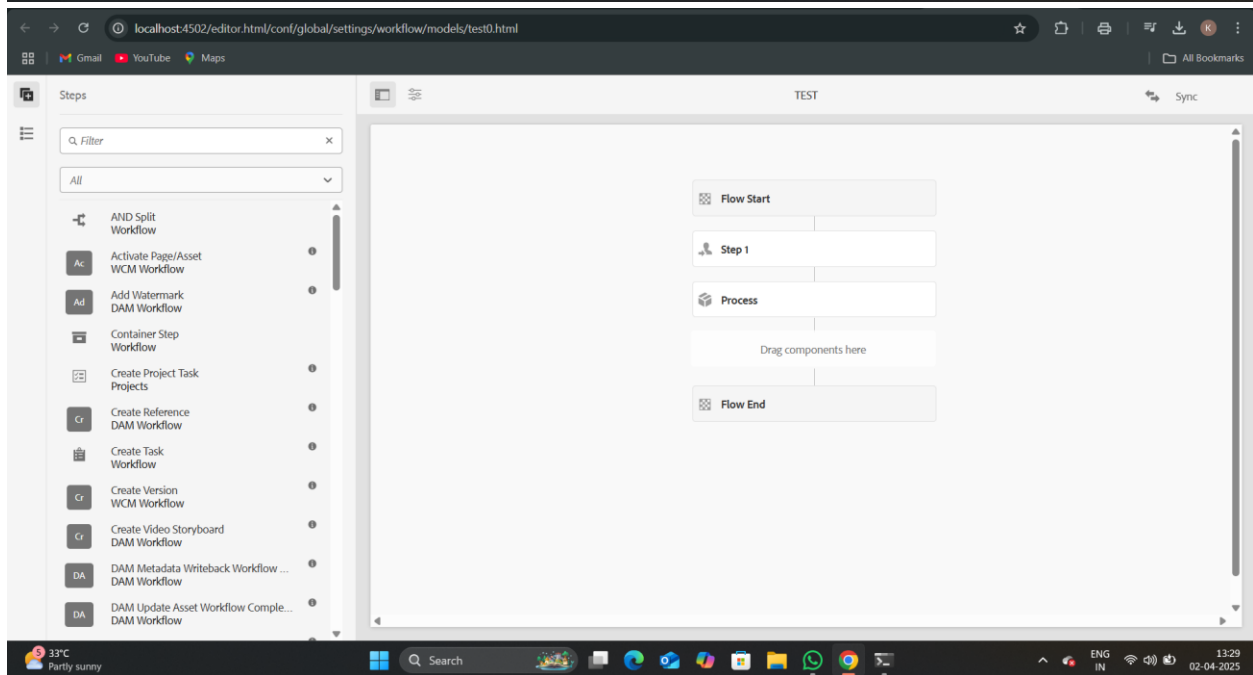 localhost:4502/editor.html/conf/global/settings/workflow/models/test0.html
K
Gmail
YouTube
Maps
All Bookmarks
Steps
TEST
Sync
Filter
All
AND Split
Workflow
Ac
Activate Page/Asset
WCM Workflow
Ad
Add Watermark
DAM Workflow
Container Step
Workflow
Create Project Task
Projects
Cr
Create Reference
DAM Workflow
Create Task
Workflow
Cr
Create Version
WCM Workflow
Cr
Create Video Storyboard
DAM Workflow
DA
DAM Metadata Writeback Workflow ...
DAM Workflow
DA
DAM Update Asset Workflow Comple...
DAM Workflow
Flow Start
Step 1
Process
Drag components here
Flow End
5
33°C
Partly sunny
Search
ENG
IN
13:29
02-04-2025